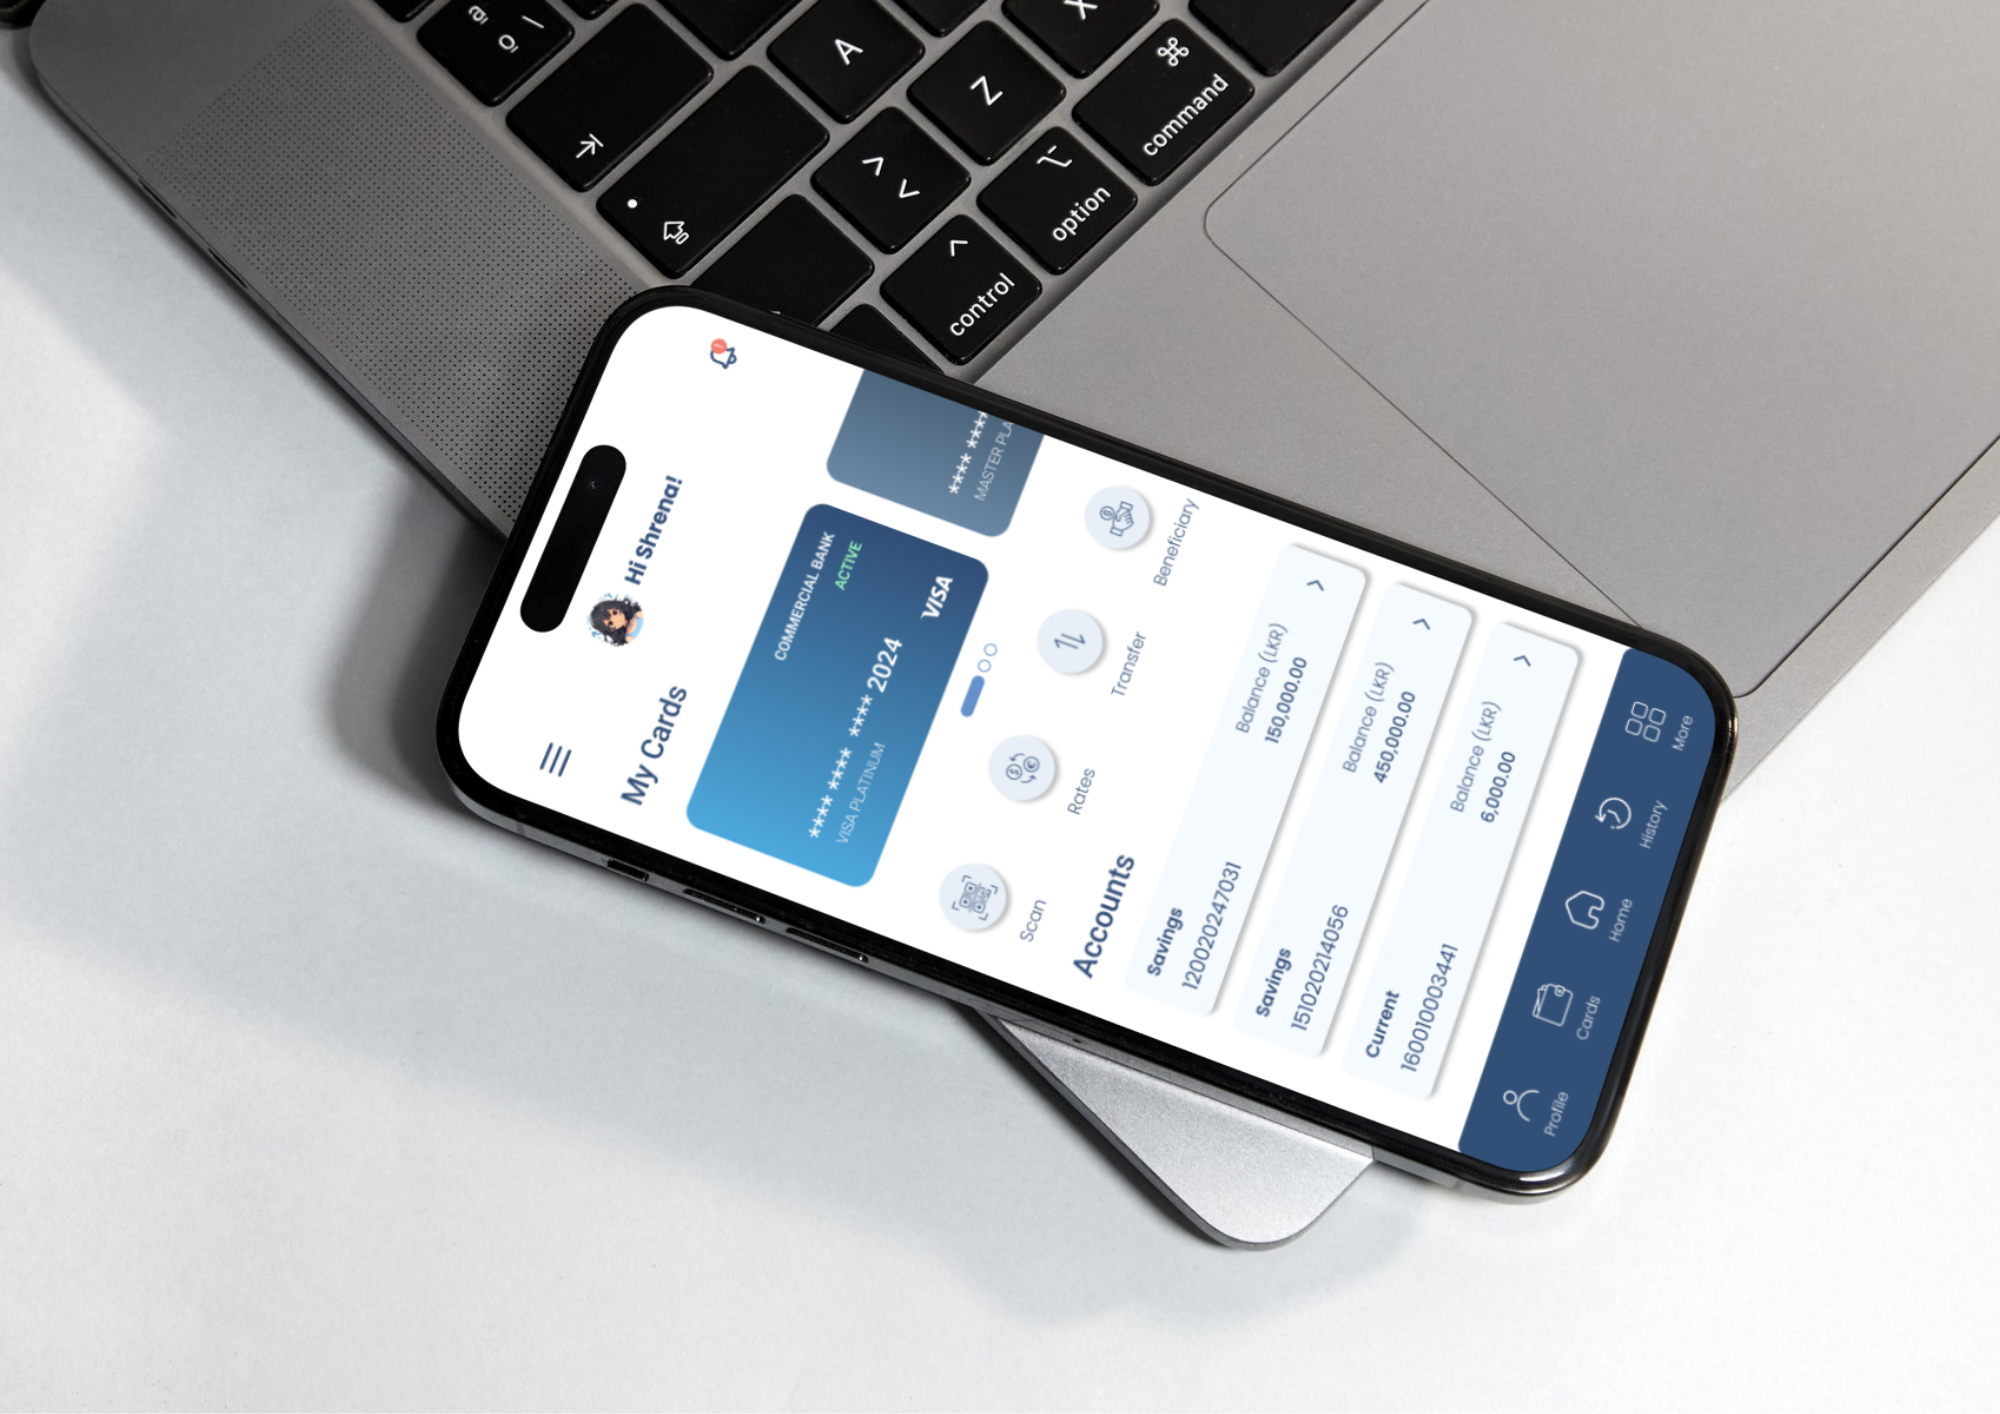 ª
º \
A
Z
X
⌘
command
>
<
⌥
option
^
control
Hi Shrena!
My Cards
COMMERCIAL BANK
ACTIVE
**** **** **** 2024
VISA PLATINUM
VISA
**** ****
MASTER PLA
Scan
Rates
Transfer
Beneficiary
Accounts
Savings
120020247031
Balance (LKR)
150,000.00
Savings
151020214056
Balance (LKR)
450,000.00
Current
160010003441
Balance (LKR)
6,000.00
Profile
Cards
Home
History
More